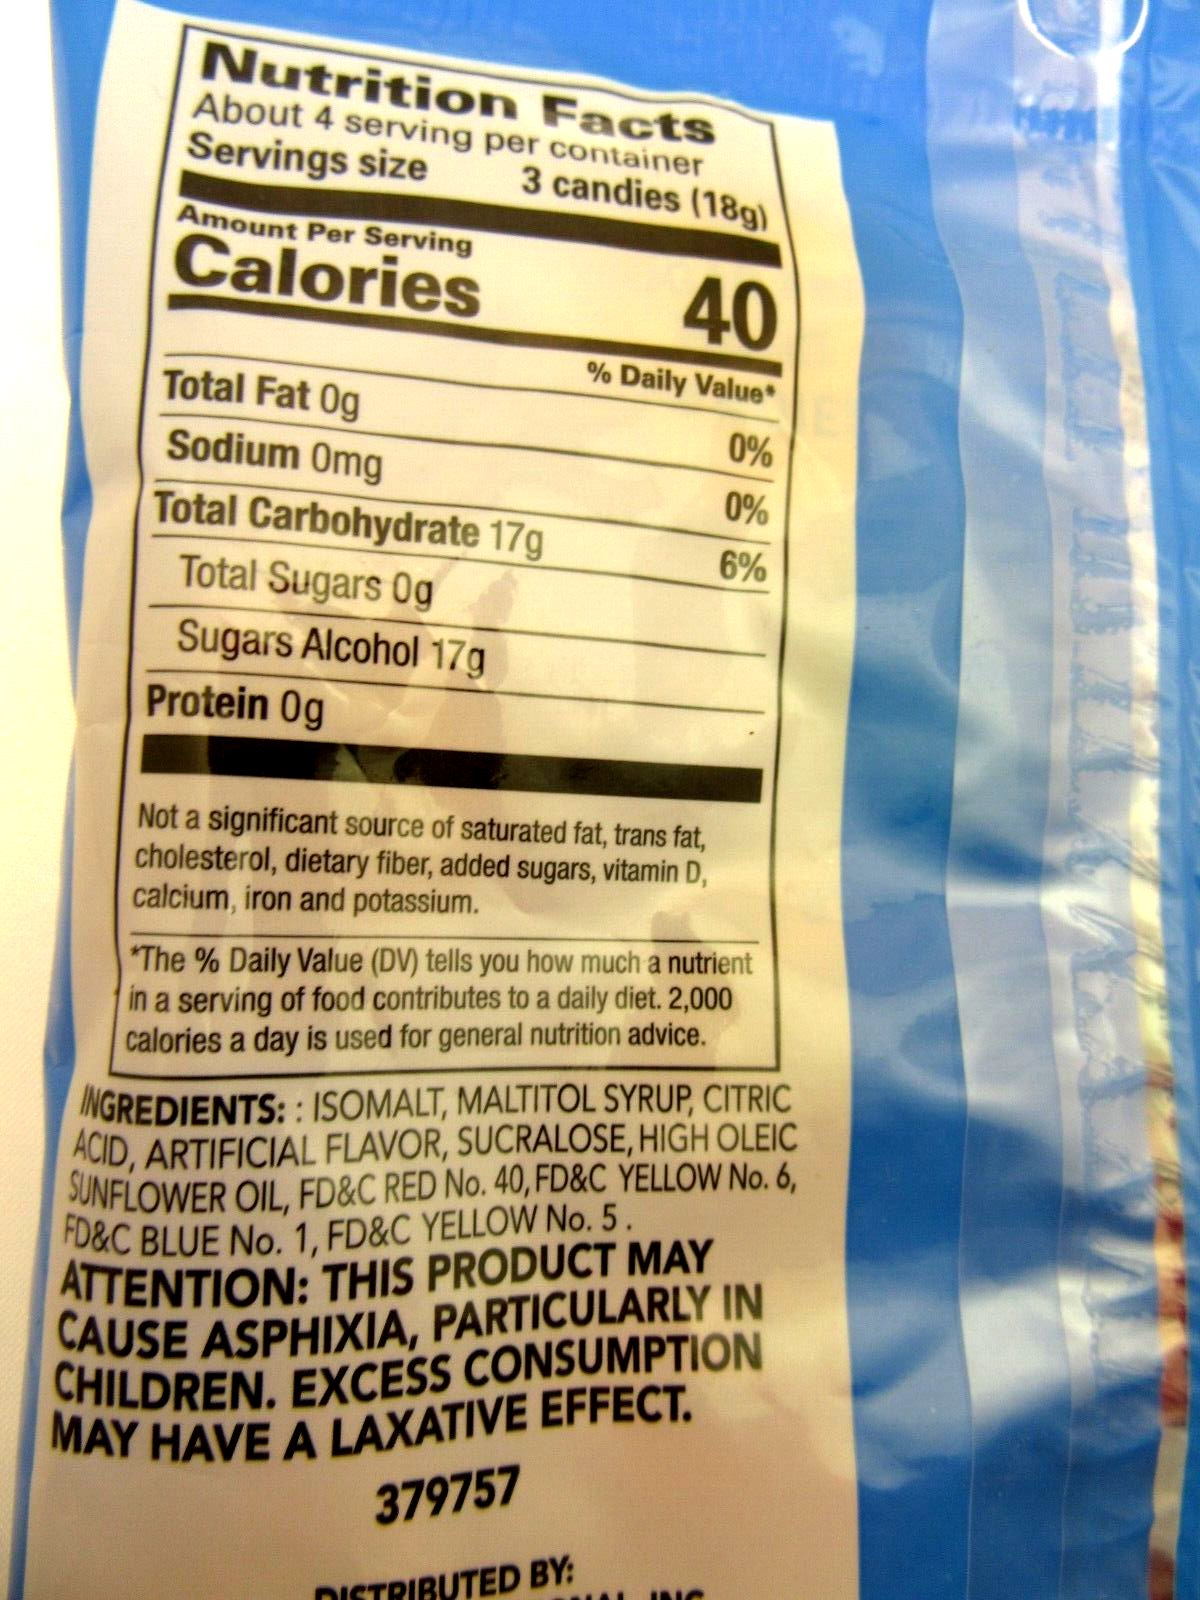 Nutrition Facts
About 4 serving per container
Servings size 3 candies (18g)
Amount Per Serving
Calories 40
% Daily Value*
Total Fat 0g 0%
Sodium 0mg 0%
Total Carbohydrate 17g 6%
Total Sugars 0g
Sugars Alcohol 17g
Protein 0g
Not a significant source of saturated fat, trans fat,
cholesterol, dietary fiber, added sugars, vitamin D,
calcium, iron and potassium.
*The % Daily Value (DV) tells you how much a nutrient
in a serving of food contributes to a daily diet. 2,000
calories a day is used for general nutrition advice.
INGREDIENTS: : ISOMALT, MALTITOL SYRUP, CITRIC
ACID, ARTIFICIAL FLAVOR, SUCRALOSE, HIGH OLEIC
SUNFLOWER OIL, FD&C RED No. 40, FD&C YELLOW No. 6,
FD&C BLUE No. 1, FD&C YELLOW No. 5 .
ATTENTION: THIS PRODUCT MAY
CAUSE ASPHIXIA, PARTICULARLY IN
CHILDREN. EXCESS CONSUMPTION
MAY HAVE A LAXATIVE EFFECT.
379757
DISTRIBUTED BY: